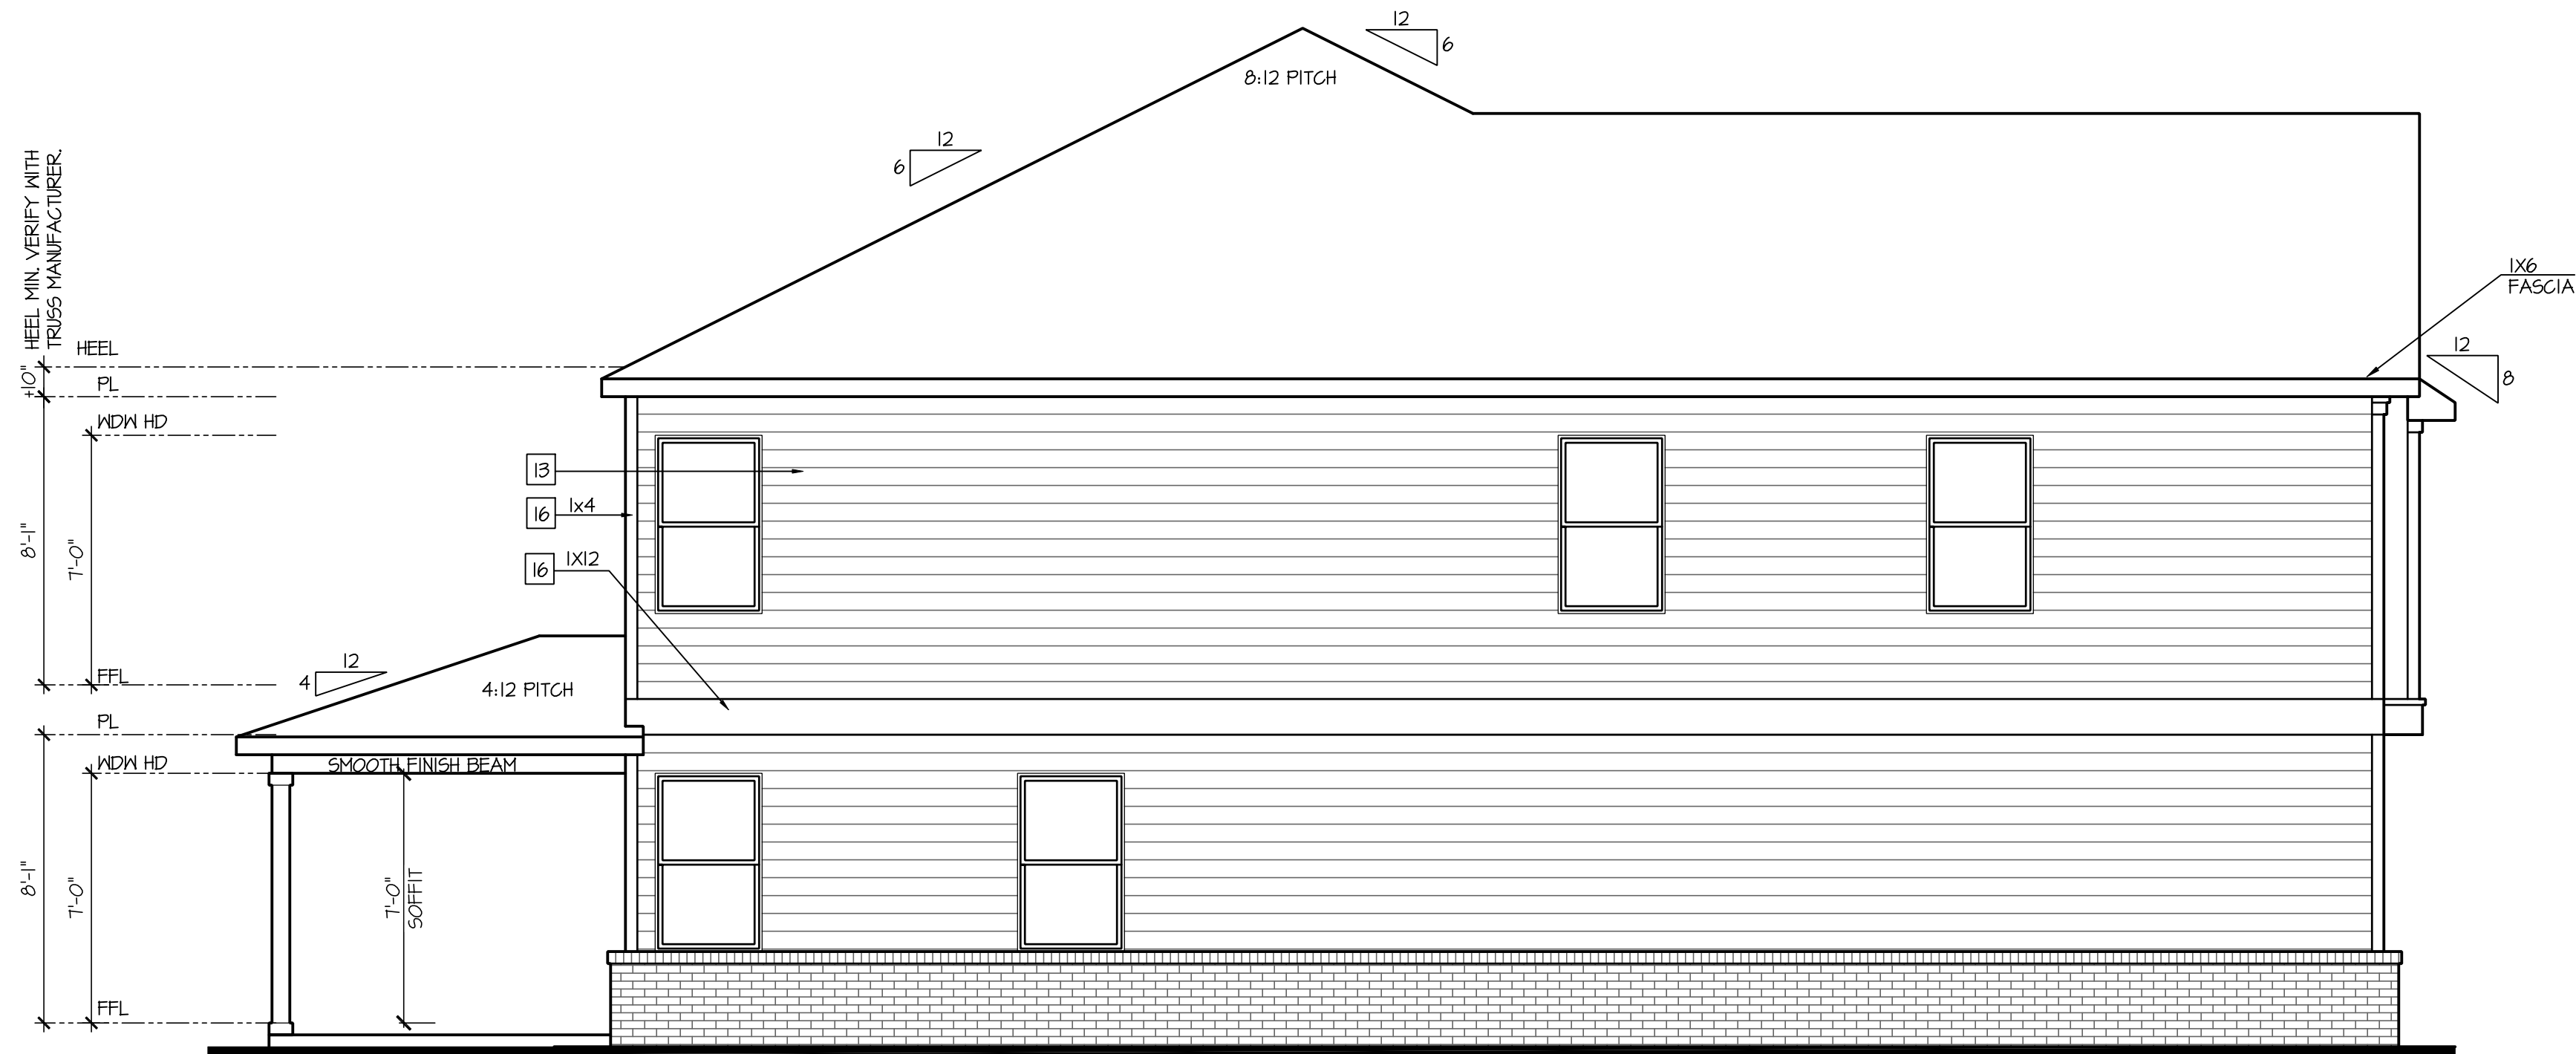 12
6
8:12 PITCH
12
6
HEEL MIN. VERIFY WITH
TRUSS MANUFACTURER.
1X6
FASCIA
HEEL
12
8
+10"
PL
WDW HD
13
16 1x4
8'-1"
7'-0"
16 1X12
12
4
FFL
4:12 PITCH
PL
WDW HD
SMOOTH FINISH BEAM
8'-1"
7'-0"
7'-0"
SOFFIT
FFL